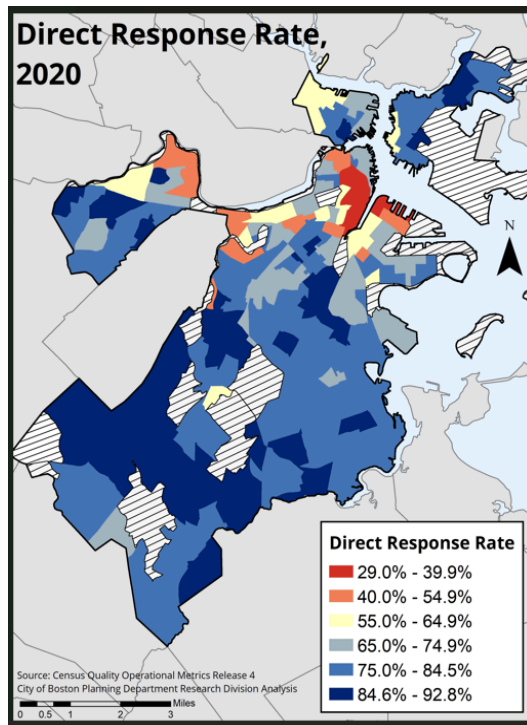 Direct Response Rate,
2020
N
Direct Response Rate
29.0% - 39.9%
40.0% - 54.9%
55.0% - 64.9%
65.0% - 74.9%
75.0% - 84.5%
84.6% - 92.8%
Source: Census Quality Operational Metrics Release 4
City of Boston Planning Department Research Division Analysis
Miles
0 0.5 1 2 3